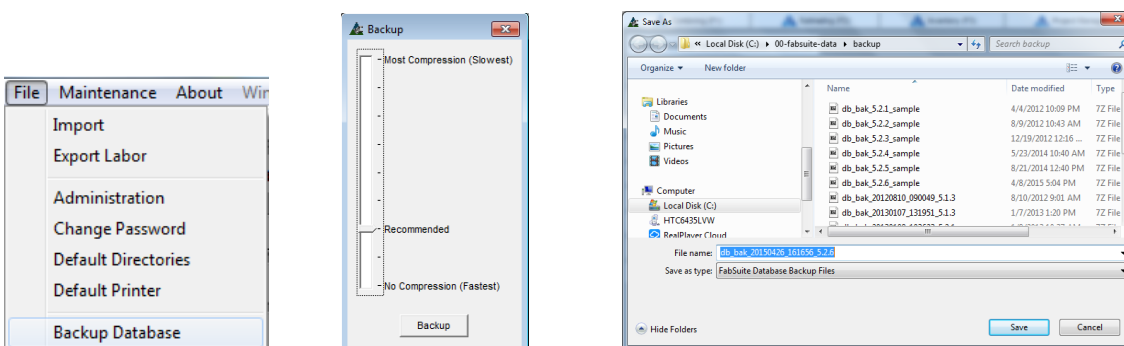 File Maintenance About Wir
Import
Export Labor
Administration
Change Password
Default Directories
Default Printer
Backup Database
Backup
Most Compression (Slowest)
Recommended
No Compression (Fastest)
Backup
Save As
« Local Disk (C:) ▸ 00-fabsuite-data ▸ backup
Search backup
Organize New folder
Name Date modified Type
Libraries
Documents
Music
Pictures
Videos
Computer
Local Disk (C:)
HTC6435LVW
RealPlayer Cloud
db_bak_5.2.1_sample 4/4/2012 10:09 PM 7Z File
db_bak_5.2.2_sample 8/9/2012 10:43 AM 7Z File
db_bak_5.2.3_sample 12/19/2012 12:16 ... 7Z File
db_bak_5.2.4_sample 5/23/2014 10:40 AM 7Z File
db_bak_5.2.5_sample 8/21/2014 12:40 PM 7Z File
db_bak_5.2.6_sample 4/8/2015 5:04 PM 7Z File
db_bak_20120810_090049_5.1.3 8/10/2012 9:01 AM 7Z File
db_bak_20130107_131951_5.1.3 1/7/2013 1:20 PM 7Z File
File name: db_bak_20150426_161656_5.2.6
Save as type: FabSuite Database Backup Files
Hide Folders
Save Cancel